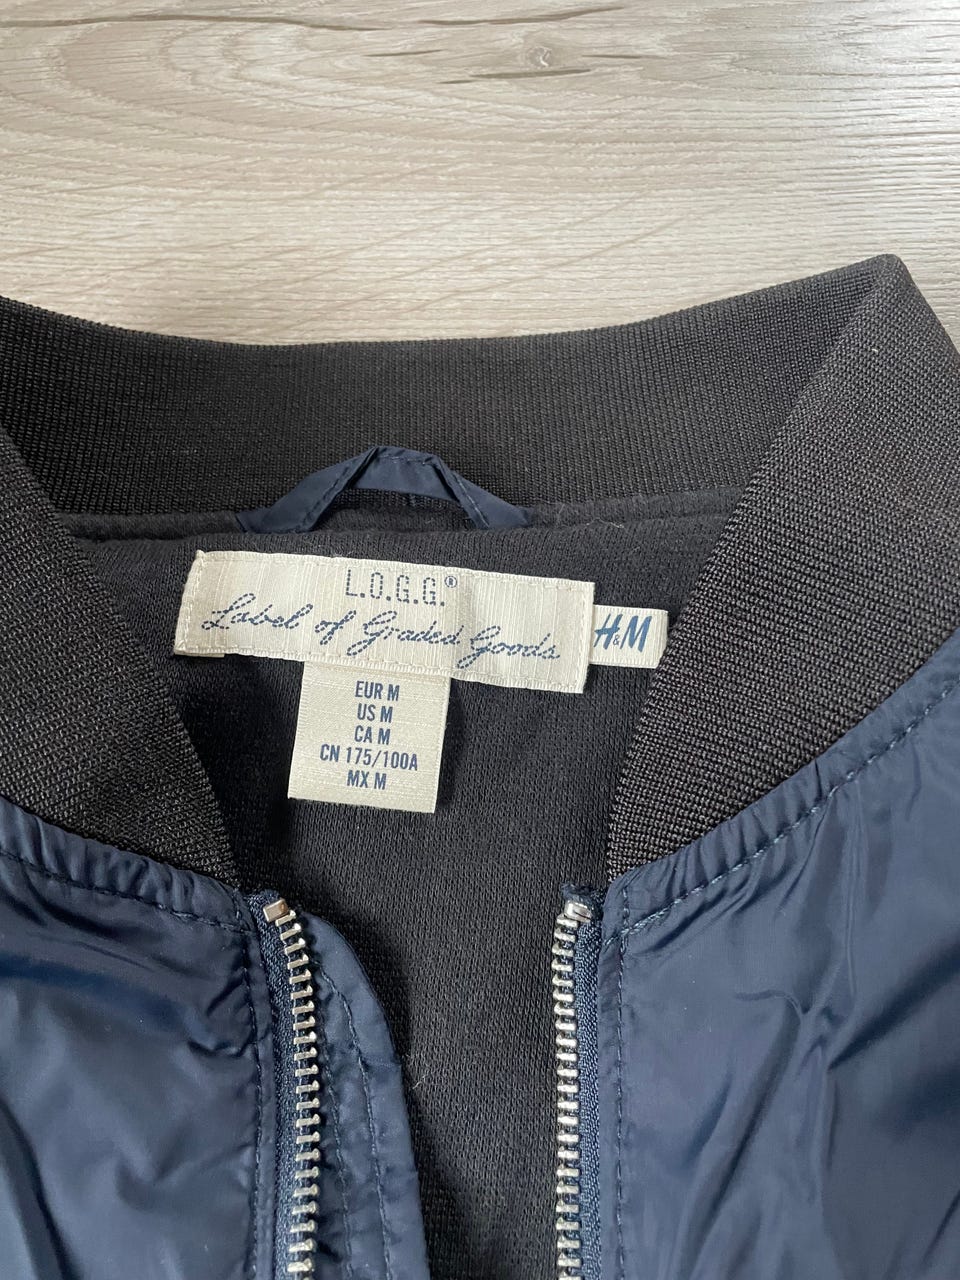 L.O.G.G.®
Label of Graded Goods
H&M
EUR M
US M
CA M
CN 175/100A
MX M